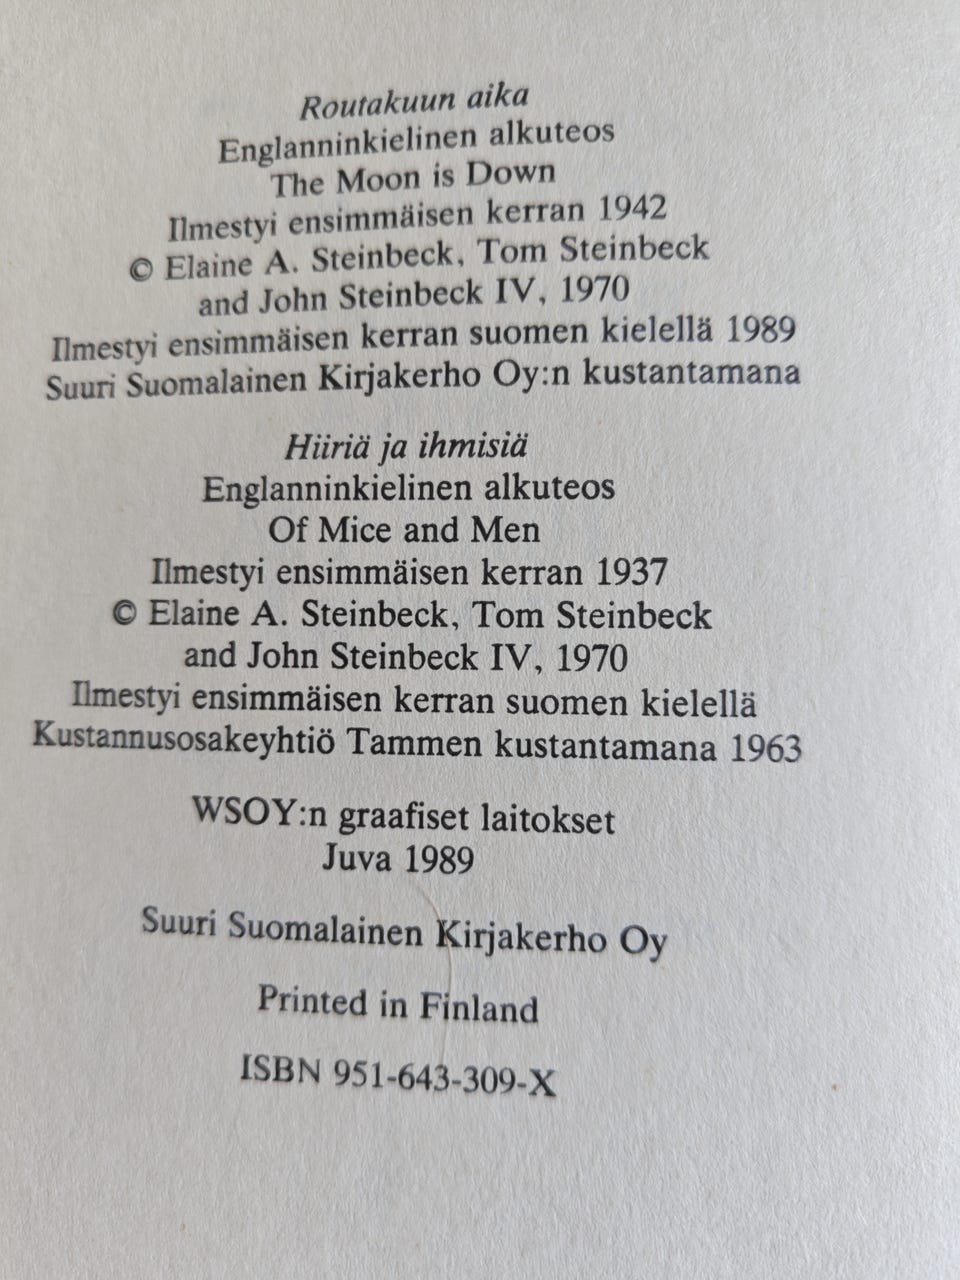 Routakuun aika
Englanninkielinen alkuteos
The Moon is Down
Ilmestyi ensimmäisen kerran 1942
© Elaine A. Steinbeck, Tom Steinbeck
and John Steinbeck IV, 1970
Ilmestyi ensimmäisen kerran suomen kielellä 1989
Suuri Suomalainen Kirjakerho Oy:n kustantamana
Hiiriä ja ihmisiä
Englanninkielinen alkuteos
Of Mice and Men
Ilmestyi ensimmäisen kerran 1937
© Elaine A. Steinbeck, Tom Steinbeck
and John Steinbeck IV, 1970
Ilmestyi ensimmäisen kerran suomen kielellä
Kustannusosakeyhtiö Tammen kustantamana 1963
WSOY:n graafiset laitokset
Juva 1989
Suuri Suomalainen Kirjakerho Oy
Printed in Finland
ISBN 951-643-309-X